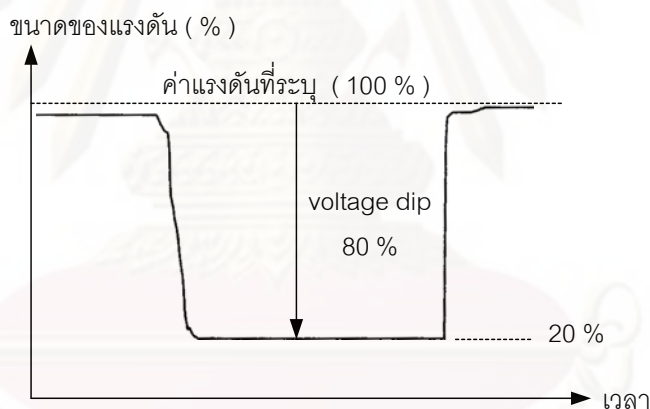 ขนาดของแรงดัน ( % )
ค่าแรงดันที่ระบุ ( 100 % )
voltage dip
80 %
20 %
เวลา